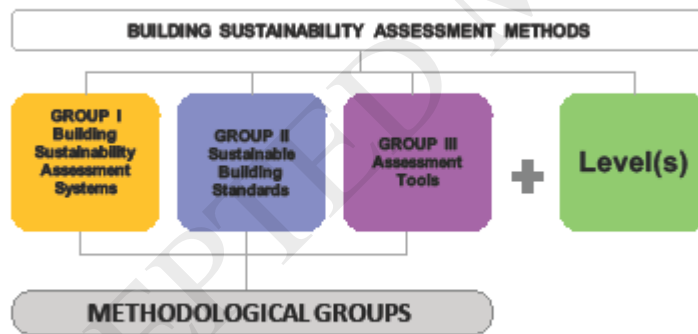 BUILDING SUSTAINABILITY ASSESSMENT METHODS
GROUP I
Building
Sustainability
Assessment
Systems
GROUP II
Sustainable
Building
Standards
GROUP III
Assessment
Tools
+
Level(s)
METHODOLOGICAL GROUPS